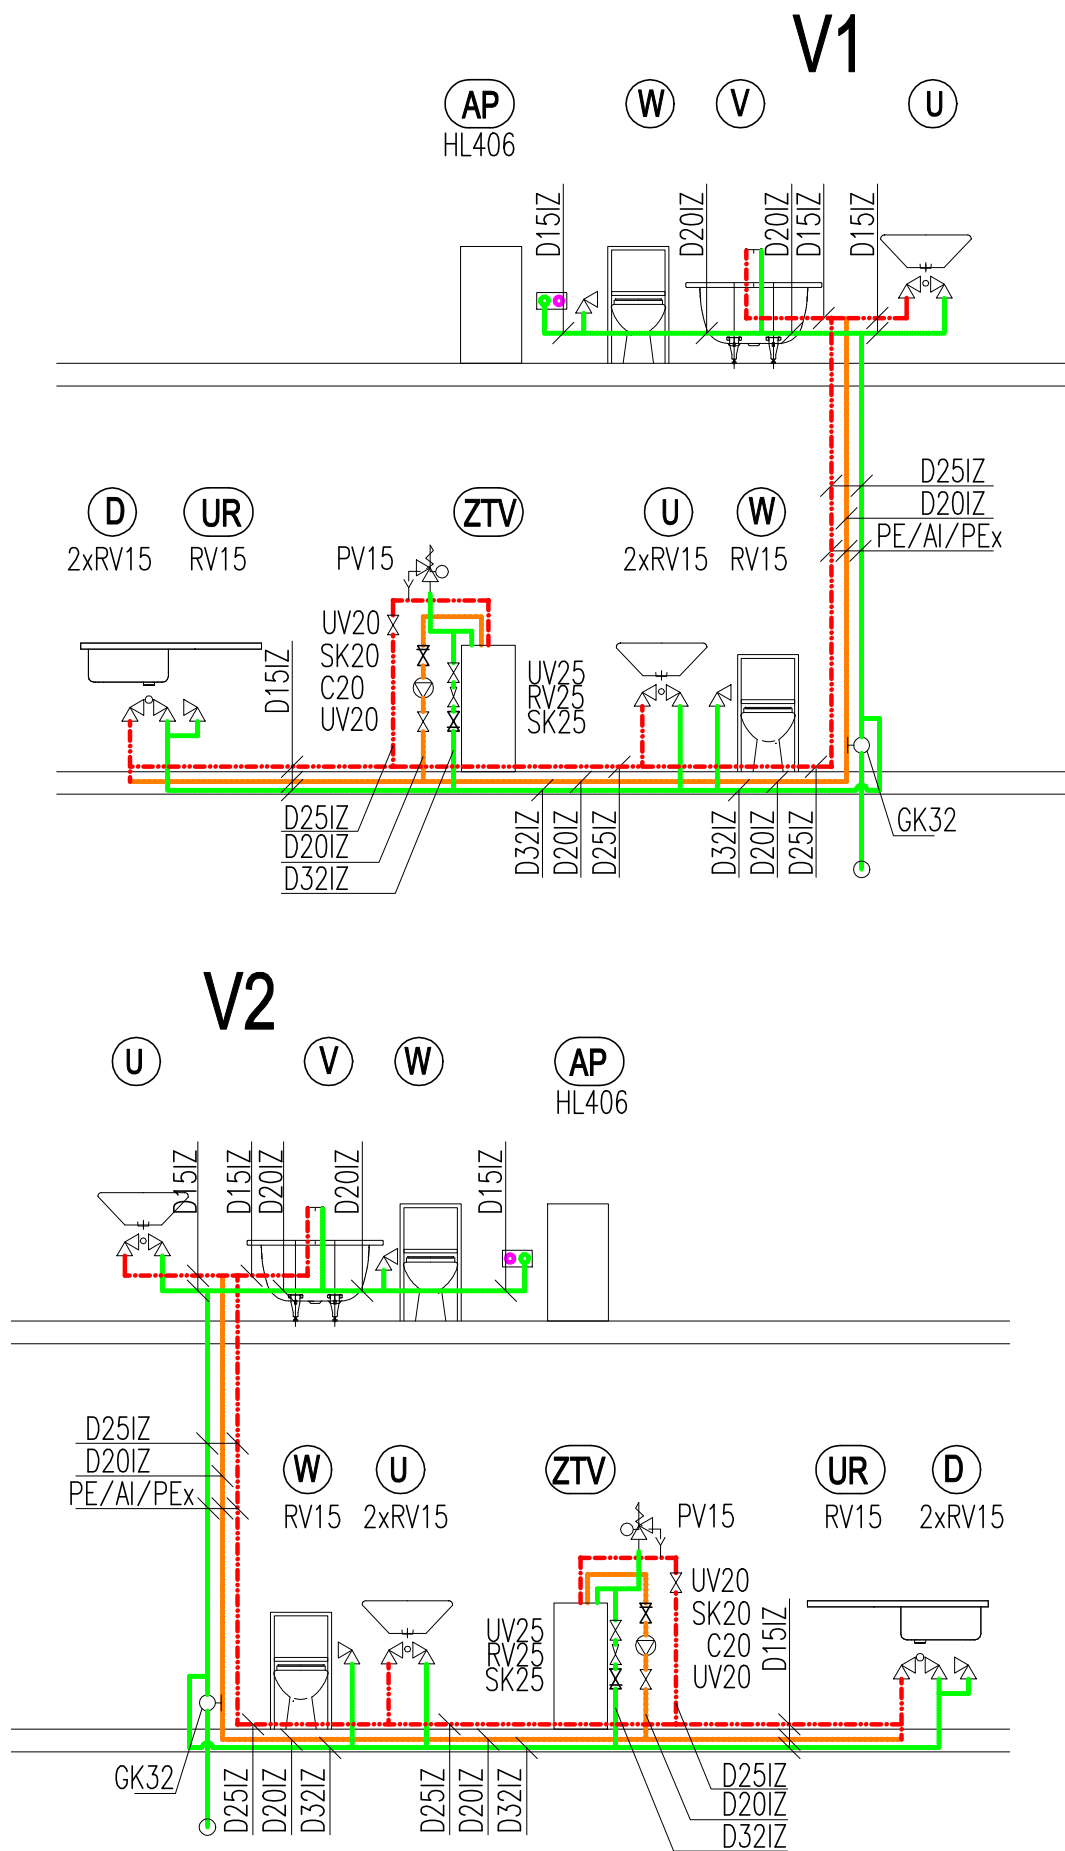 V1
AP
W
V
U
HL406
D15IZ
D20IZ
D20IZ
D15IZ
D15IZ
D25IZ
D20IZ
PE/Al/PEx
D
UR
ZTV
U
W
2xRV15
RV15
PV15
2xRV15
RV15
UV20
SK20
C20
UV20
D15IZ
UV25
RV25
SK25
D25IZ
D20IZ
D32IZ
D32IZ
D20IZ
D25IZ
D32IZ
D20IZ
D25IZ
GK32
V2
U
V
W
AP
HL406
D15IZ
D15IZ
D20IZ
D20IZ
D15IZ
D25IZ
D20IZ
PE/Al/PEx
W
U
ZTV
UR
D
RV15
2xRV15
PV15
RV15
2xRV15
UV20
SK20
C20
UV20
UV25
RV25
SK25
D15IZ
GK32
D25IZ
D20IZ
D32IZ
D25IZ
D20IZ
D32IZ
D25IZ
D20IZ
D32IZ